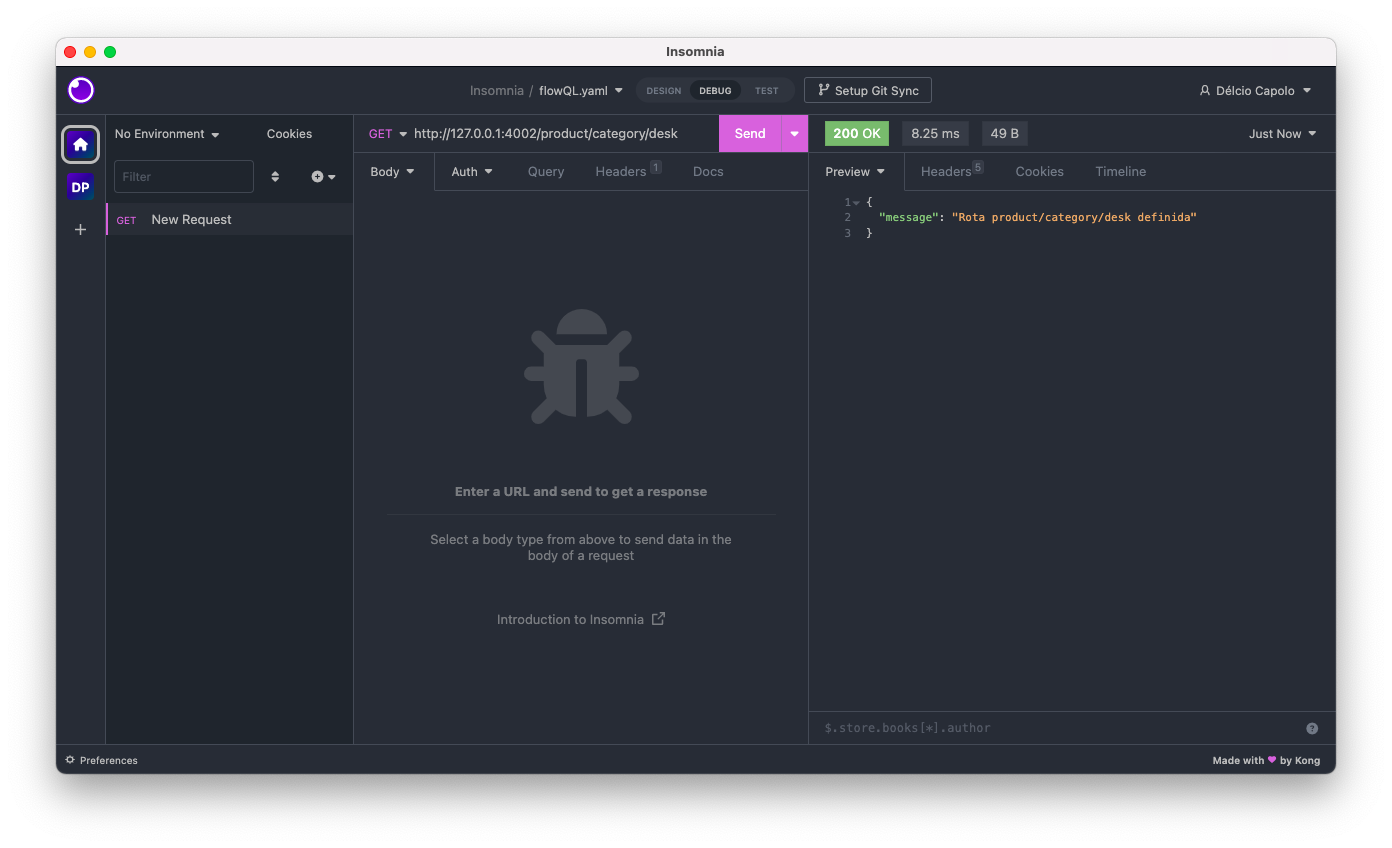 Insomnia
Insomnia / flowQL.yaml
DESIGN DEBUG TEST
Setup Git Sync
Délcio Capolo
DP
No Environment
Cookies
Filter
GET New Request
GET http://127.0.0.1:4002/product/category/desk
Send
Body Auth Query Headers 1 Docs
Enter a URL and send to get a response
Select a body type from above to send data in the
body of a request
Introduction to Insomnia
200 OK 8.25 ms 49 B
Just Now
Preview Headers 5 Cookies Timeline
1 {
2 "message": "Rota product/category/desk definida"
3 }
$.store.books[*].author
?
Preferences
Made with ♥ by Kong